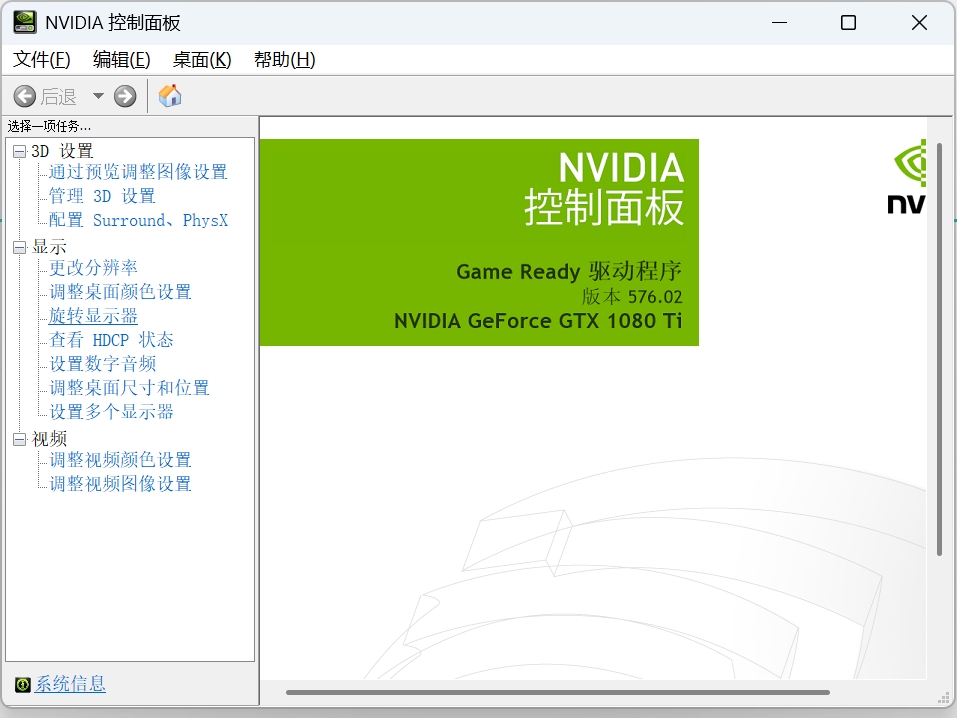 NVIDIA 控制面板
文件(F) 编辑(E) 桌面(K) 帮助(H)
后退
选择一项任务...
3D 设置
通过预览调整图像设置
管理 3D 设置
配置 Surround、PhysX
显示
更改分辨率
调整桌面颜色设置
旋转显示器
查看 HDCP 状态
设置数字音频
调整桌面尺寸和位置
设置多个显示器
视频
调整视频颜色设置
调整视频图像设置
系统信息
NVIDIA
控制面板
Game Ready 驱动程序
版本 576.02
NVIDIA GeForce GTX 1080 Ti
nv